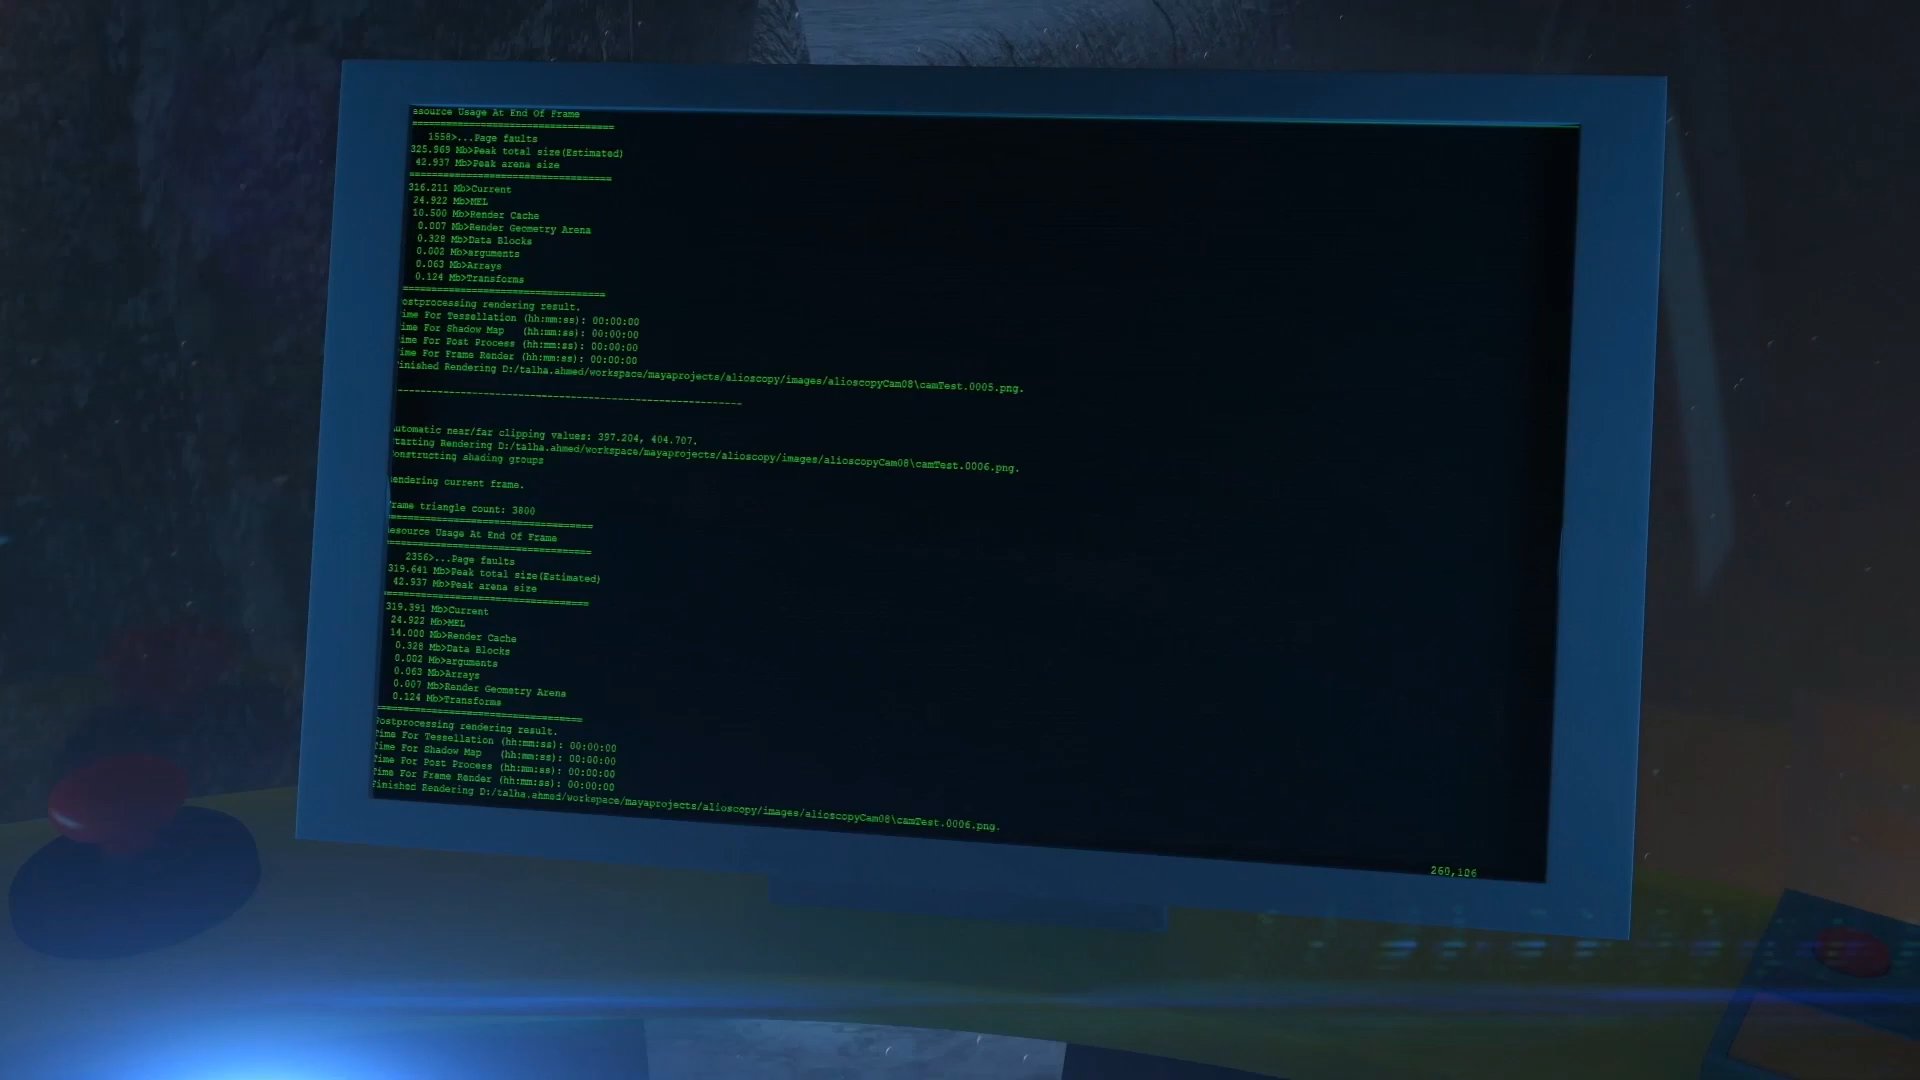 esource Usage At End Of Frame
===================================
1558>...Page faults
325.969 Mb>Peak total size(Estimated)
42.937 Mb>Peak arena size
===================================
316.211 Mb>Current
24.922 Mb>MEL
10.500 Mb>Render Cache
0.007 Mb>Render Geometry Arena
0.328 Mb>Data Blocks
0.002 Mb>arguments
0.063 Mb>Arrays
0.124 Mb>Transforms
===================================
ostprocessing rendering result.
ime For Tessellation (hh:mm:ss): 00:00:00
ime For Shadow Map (hh:mm:ss): 00:00:00
ime For Post Process (hh:mm:ss): 00:00:00
ime For Frame Render (hh:mm:ss): 00:00:00
inished Rendering D:/talha.ahmed/workspace/mayaprojects/alioscopy/images/alioscopyCam08\camTest.0005.png.
------------------------------------------------------------
utomatic near/far clipping values: 397.204, 404.707.
tarting Rendering D:/talha.ahmed/workspace/mayaprojects/alioscopy/images/alioscopyCam08\camTest.0006.png.
onstructing shading groups
endering current frame.
rame triangle count: 3800
===================================
esource Usage At End Of Frame
===================================
2356>...Page faults
319.641 Mb>Peak total size(Estimated)
42.937 Mb>Peak arena size
===================================
319.391 Mb>Current
24.922 Mb>MEL
14.000 Mb>Render Cache
0.328 Mb>Data Blocks
0.002 Mb>arguments
0.063 Mb>Arrays
0.007 Mb>Render Geometry Arena
0.124 Mb>Transforms
===================================
Postprocessing rendering result.
Time For Tessellation (hh:mm:ss): 00:00:00
Time For Shadow Map (hh:mm:ss): 00:00:00
Time For Post Process (hh:mm:ss): 00:00:00
Time For Frame Render (hh:mm:ss): 00:00:00
Finished Rendering D:/talha.ahmed/workspace/mayaprojects/alioscopy/images/alioscopyCam08\camTest.0006.png.
260,106